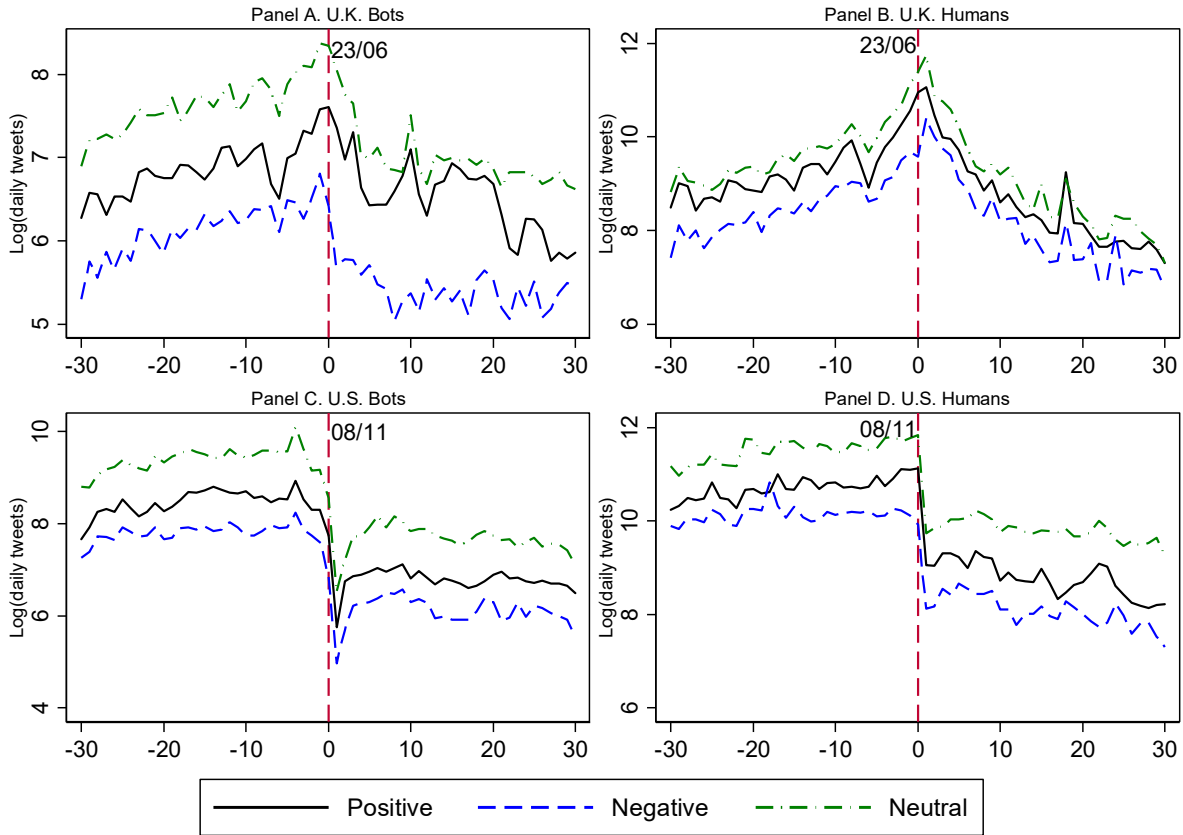 Panel A. U.K. Bots
Log(daily tweets)
8
7
6
5
23/06
-30 -20 -10 0 10 20 30
Panel B. U.K. Humans
Log(daily tweets)
12
10
8
6
23/06
-30 -20 -10 0 10 20 30
Panel C. U.S. Bots
Log(daily tweets)
10
8
6
4
08/11
-30 -20 -10 0 10 20 30
Panel D. U.S. Humans
Log(daily tweets)
12
10
8
6
08/11
-30 -20 -10 0 10 20 30
Positive Negative Neutral